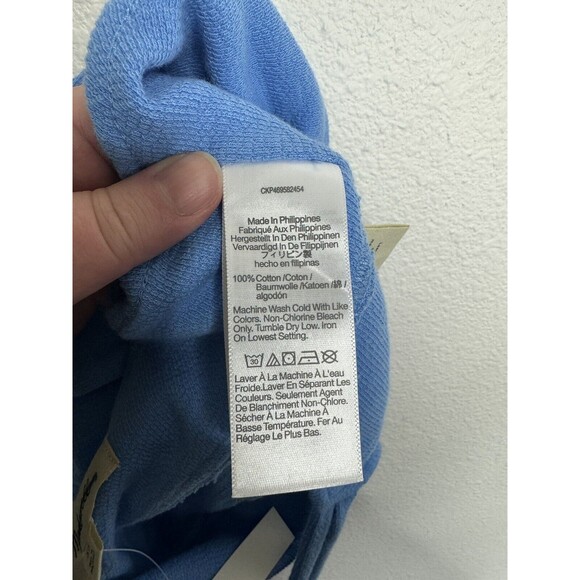 CKP469582454
Made In Philippines
Fabriqué Aux Philippines
Hergestellt In Den Philippinen
Vervaardigd In De Filippijnen
フィリピン製
hecho en filipinas
100% Cotton /Coton /
Baumwolle /Katoen /綿 /
algodón
Machine Wash Cold With Like
Colors. Non-Chlorine Bleach
Only. Tumble Dry Low. Iron
On Lowest Setting.
30
Laver À La Machine À L'eau
Froide.Laver En Séparant Les
Couleurs. Seulement Agent
De Blanchiment Non-Chlore.
Sécher À La Machine À
Basse Température. Fer Au
Réglage Le Plus Bas.